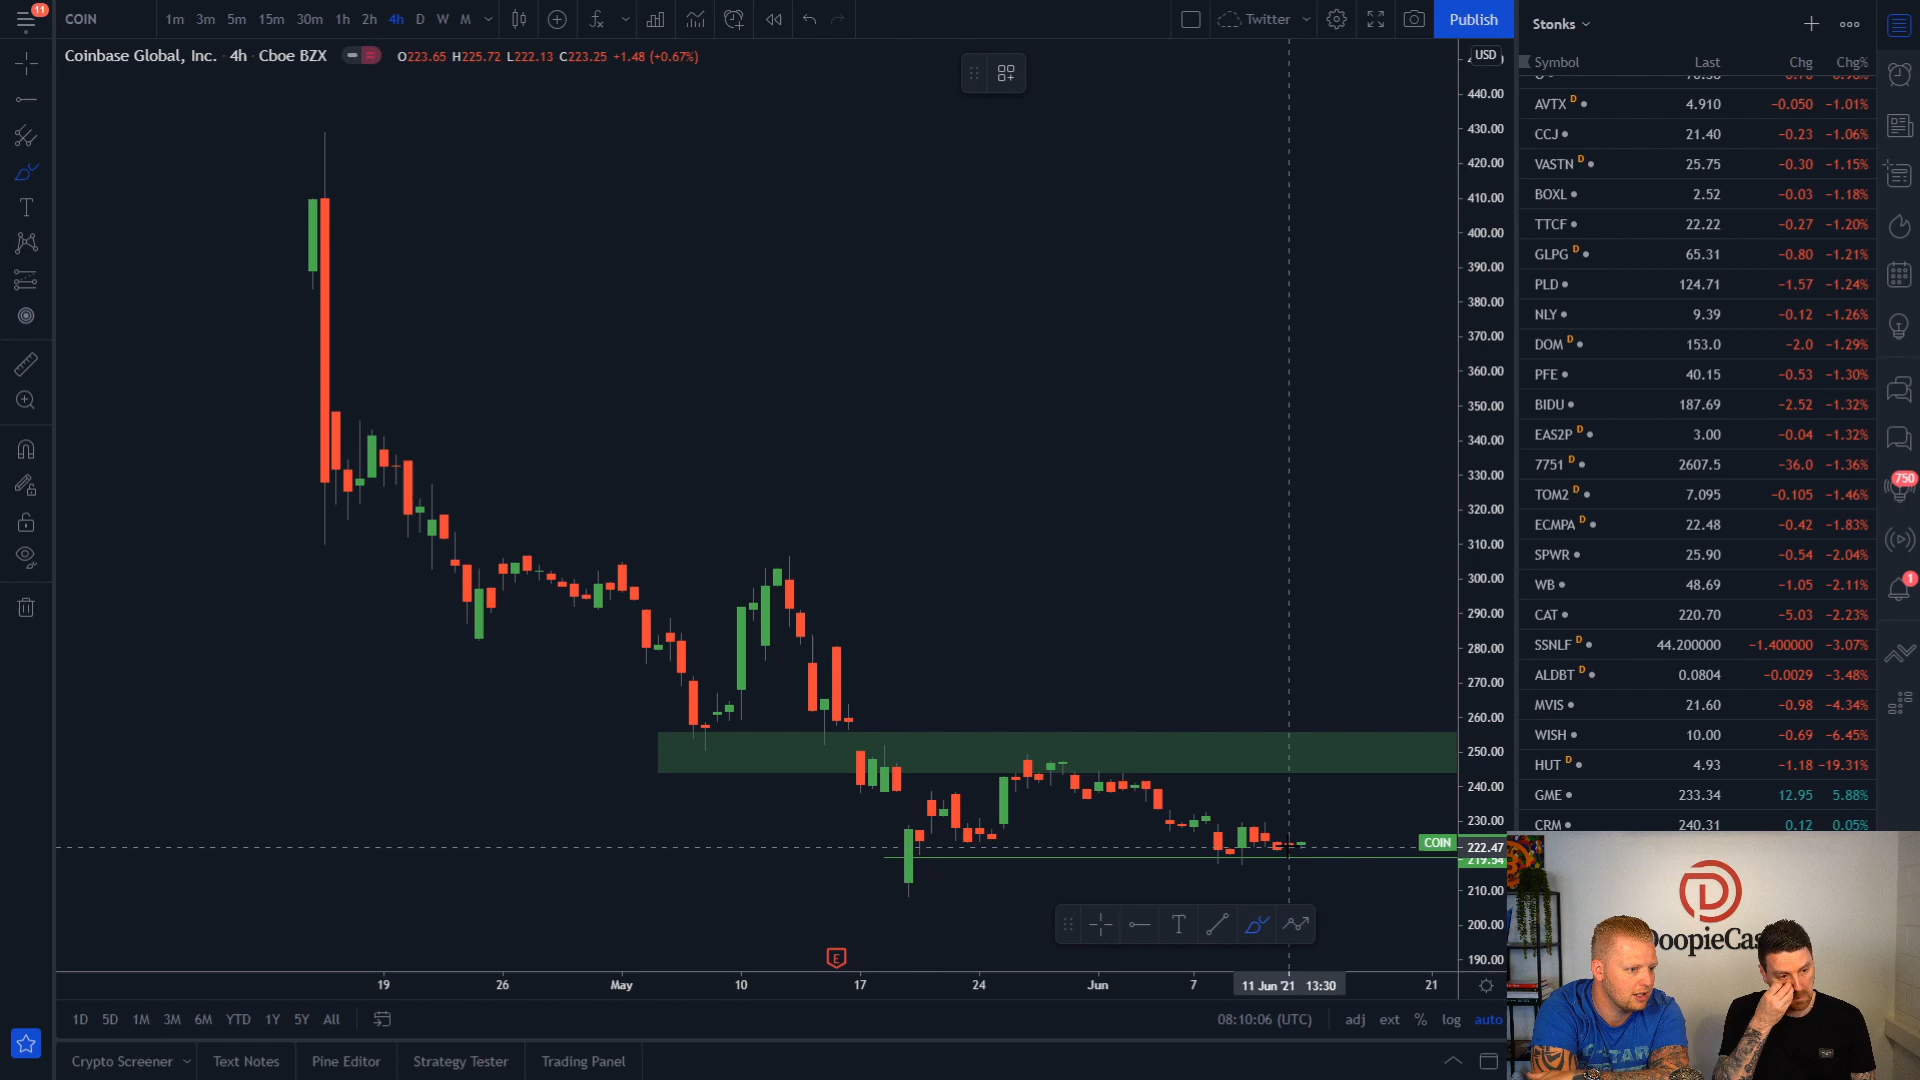 11
COIN
1m 3m 5m 15m 30m 1h 2h 4h D W M
Twitter
Publish
Stonks
Coinbase Global, Inc. 4h Cboe BZX O223.65 H225.72 L222.13 C223.25 +1.48 (+0.67%)
USD
Symbol Last Chg Chg%
AVTX D 4.910 −0.050 −1.01%
CCJ 21.40 −0.23 −1.06%
VASTN D 25.75 −0.30 −1.15%
BOXL 2.52 −0.03 −1.18%
TTCF 22.22 −0.27 −1.20%
GLPG D 65.31 −0.80 −1.21%
PLD 124.71 −1.57 −1.24%
NLY 9.39 −0.12 −1.26%
DOM D 153.0 −2.0 −1.29%
PFE 40.15 −0.53 −1.30%
BIDU 187.69 −2.52 −1.32%
EAS2P D 3.00 −0.04 −1.32%
7751 D 2607.5 −36.0 −1.36%
TOM2 D 7.095 −0.105 −1.46%
ECMPA D 22.48 −0.42 −1.83%
SPWR 25.90 −0.54 −2.04%
WB 48.69 −1.05 −2.11%
CAT 220.70 −5.03 −2.23%
SSNLF D 44.200000 −1.400000 −3.07%
ALDBT D 0.0804 −0.0029 −3.48%
MVIS 21.60 −0.98 −4.34%
WISH 10.00 −0.69 −6.45%
HUT D 4.93 −1.18 −19.31%
GME 233.34 12.95 5.88%
CRM 240.31 0.12 0.05%
750
1
440.00
430.00
420.00
410.00
400.00
390.00
380.00
370.00
360.00
350.00
340.00
330.00
320.00
310.00
300.00
290.00
280.00
270.00
260.00
250.00
240.00
230.00
COIN
222.47
219.54
210.00
200.00
190.00
E
19 26 May 10 17 24 Jun 7 11 Jun '21 13:30 21
1D 5D 1M 3M 6M YTD 1Y 5Y All
08:10:06 (UTC) adj ext % log auto
Crypto Screener Text Notes Pine Editor Strategy Tester Trading Panel